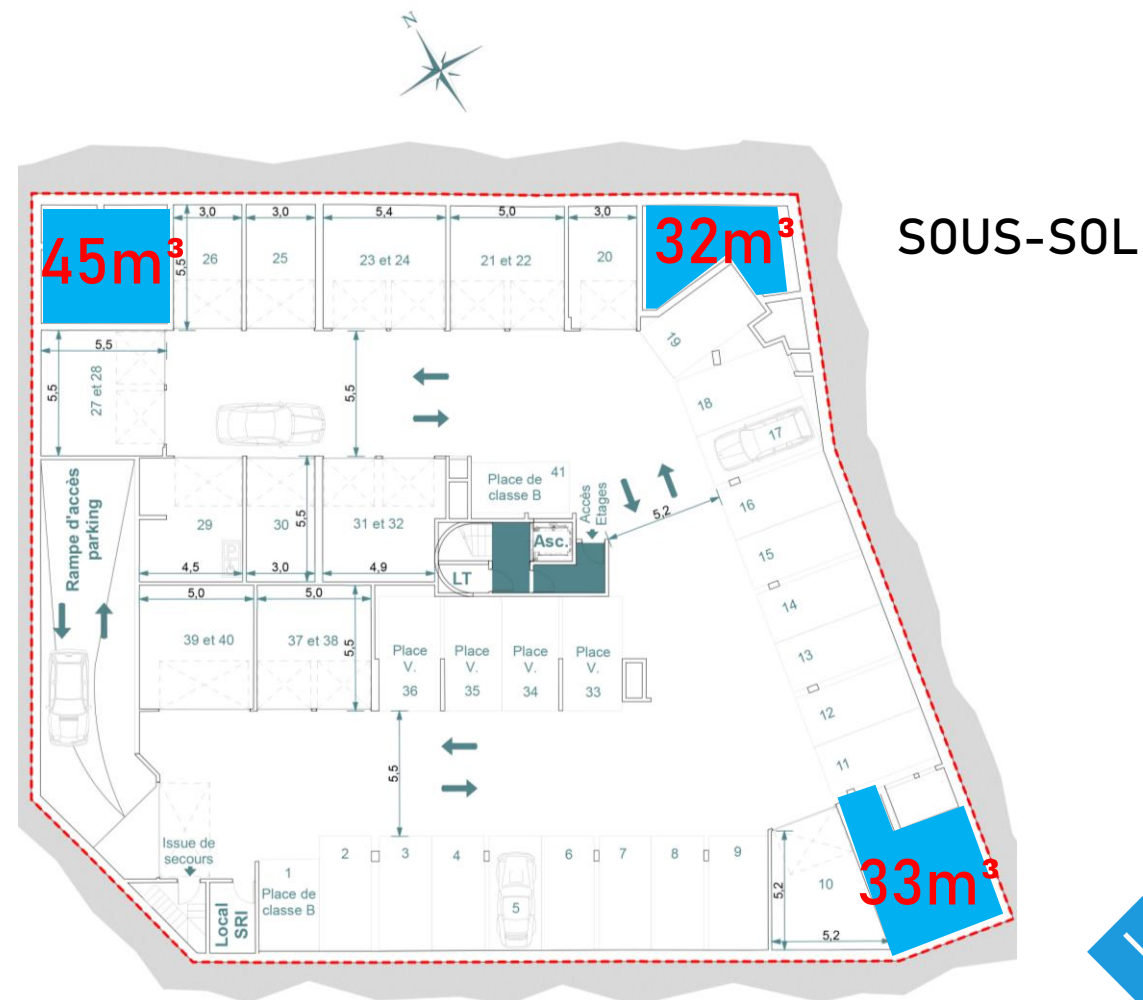 N
SOUS-SOL
45m³
3,0
3,0
5,4
5,0
3,0
32m³
5,5
26
25
23 et 24
21 et 22
20
5,5
5,5
27 et 28
5,5
19
18
17
Rampe d'accès
parking
29
30
5,5
31 et 32
Place de
classe B
41
Accès
Etages
5,2
16
4,5
3,0
4,9
LT
Asc.
15
5,0
5,0
14
39 et 40
37 et 38
5,5
Place
V.
36
Place
V.
35
Place
V.
34
Place
V.
33
13
12
11
5,5
Issue de
secours
1
Place de
classe B
2
3
4
5
6
7
8
9
10
5,2
5,2
33m³
Local
SRI